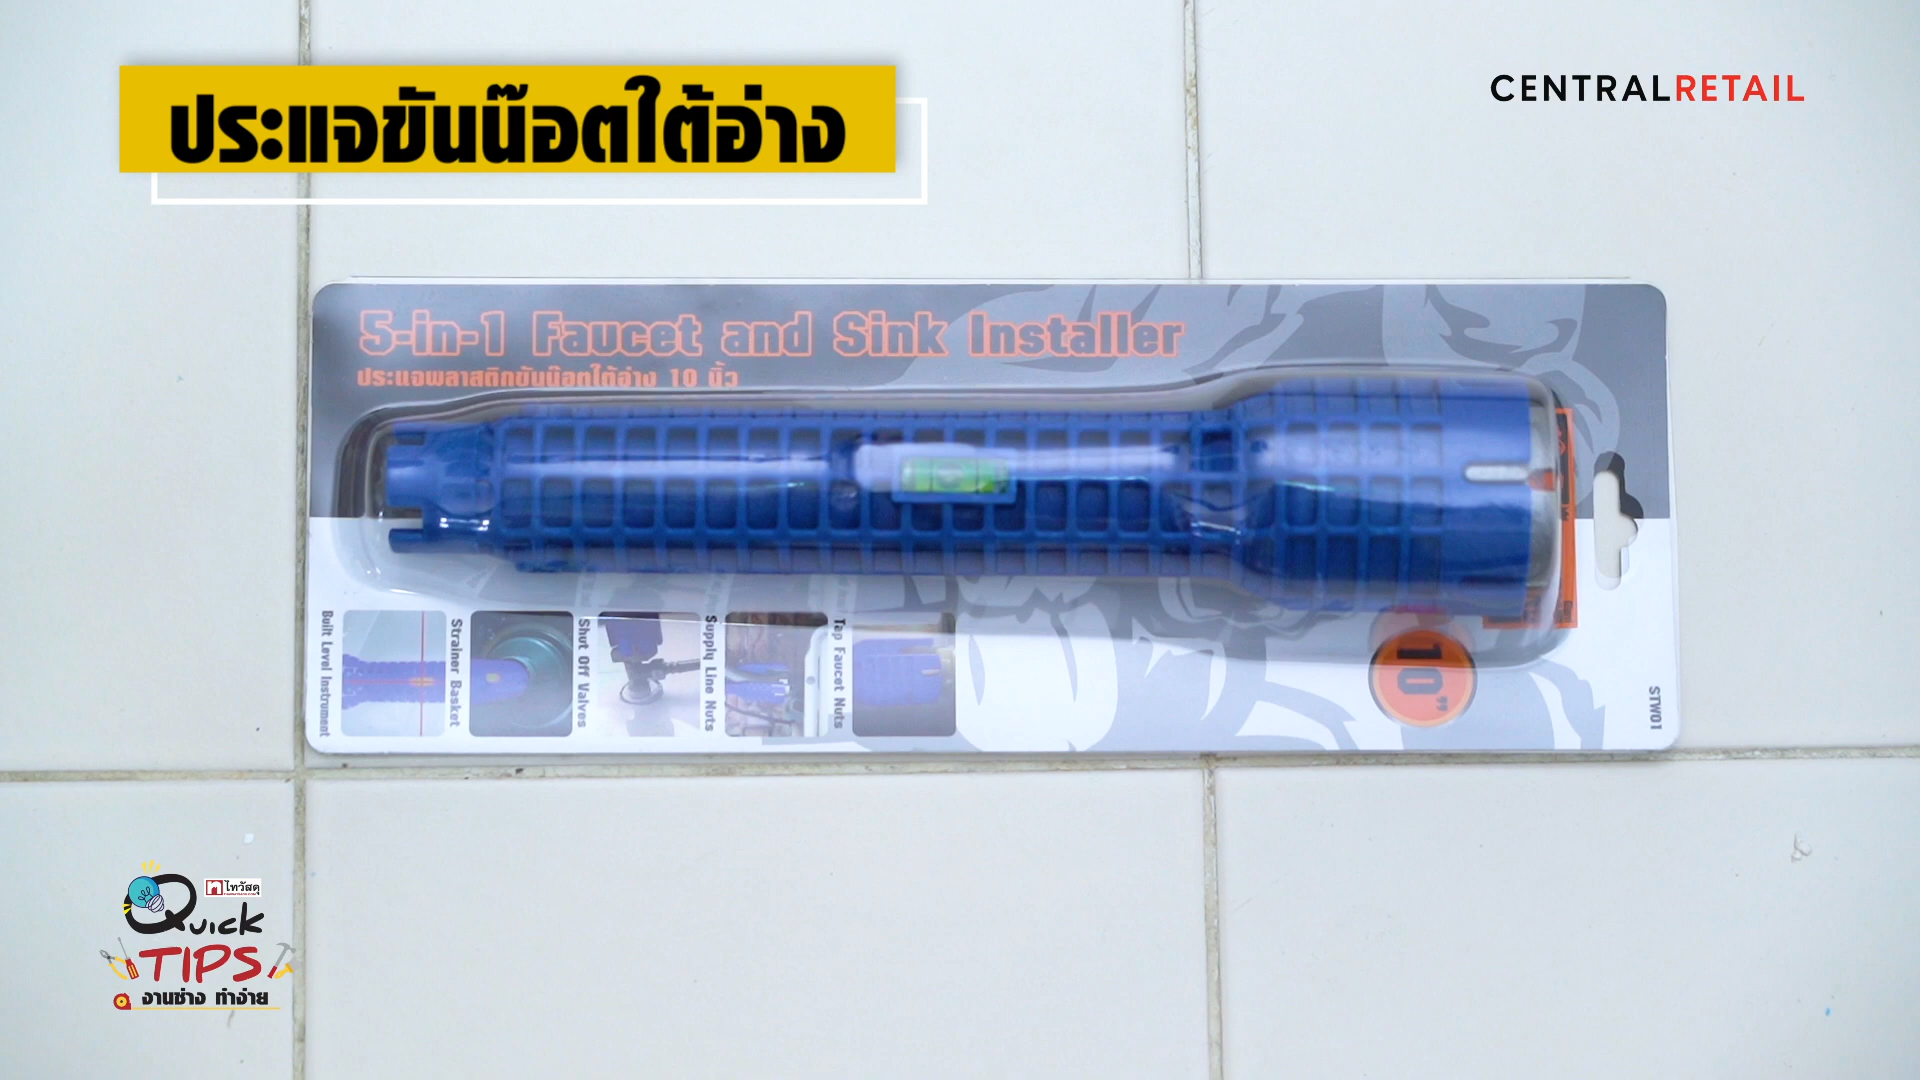 ประแจขันน๊อตใต้อ่าง
CENTRALRETAIL
5-in-1 Faucet and Sink Installer
ประแจพลาสติกขันน๊อตใต้อ่าง 10 นิ้ว
Built Level Instrument
Strainer Basket
Shut Off Valves
Supply Line Nuts
Tap Faucet Nuts
10"
STW01
ไทวัสดุ
Quick
TIPS
งานช่าง ทำง่าย